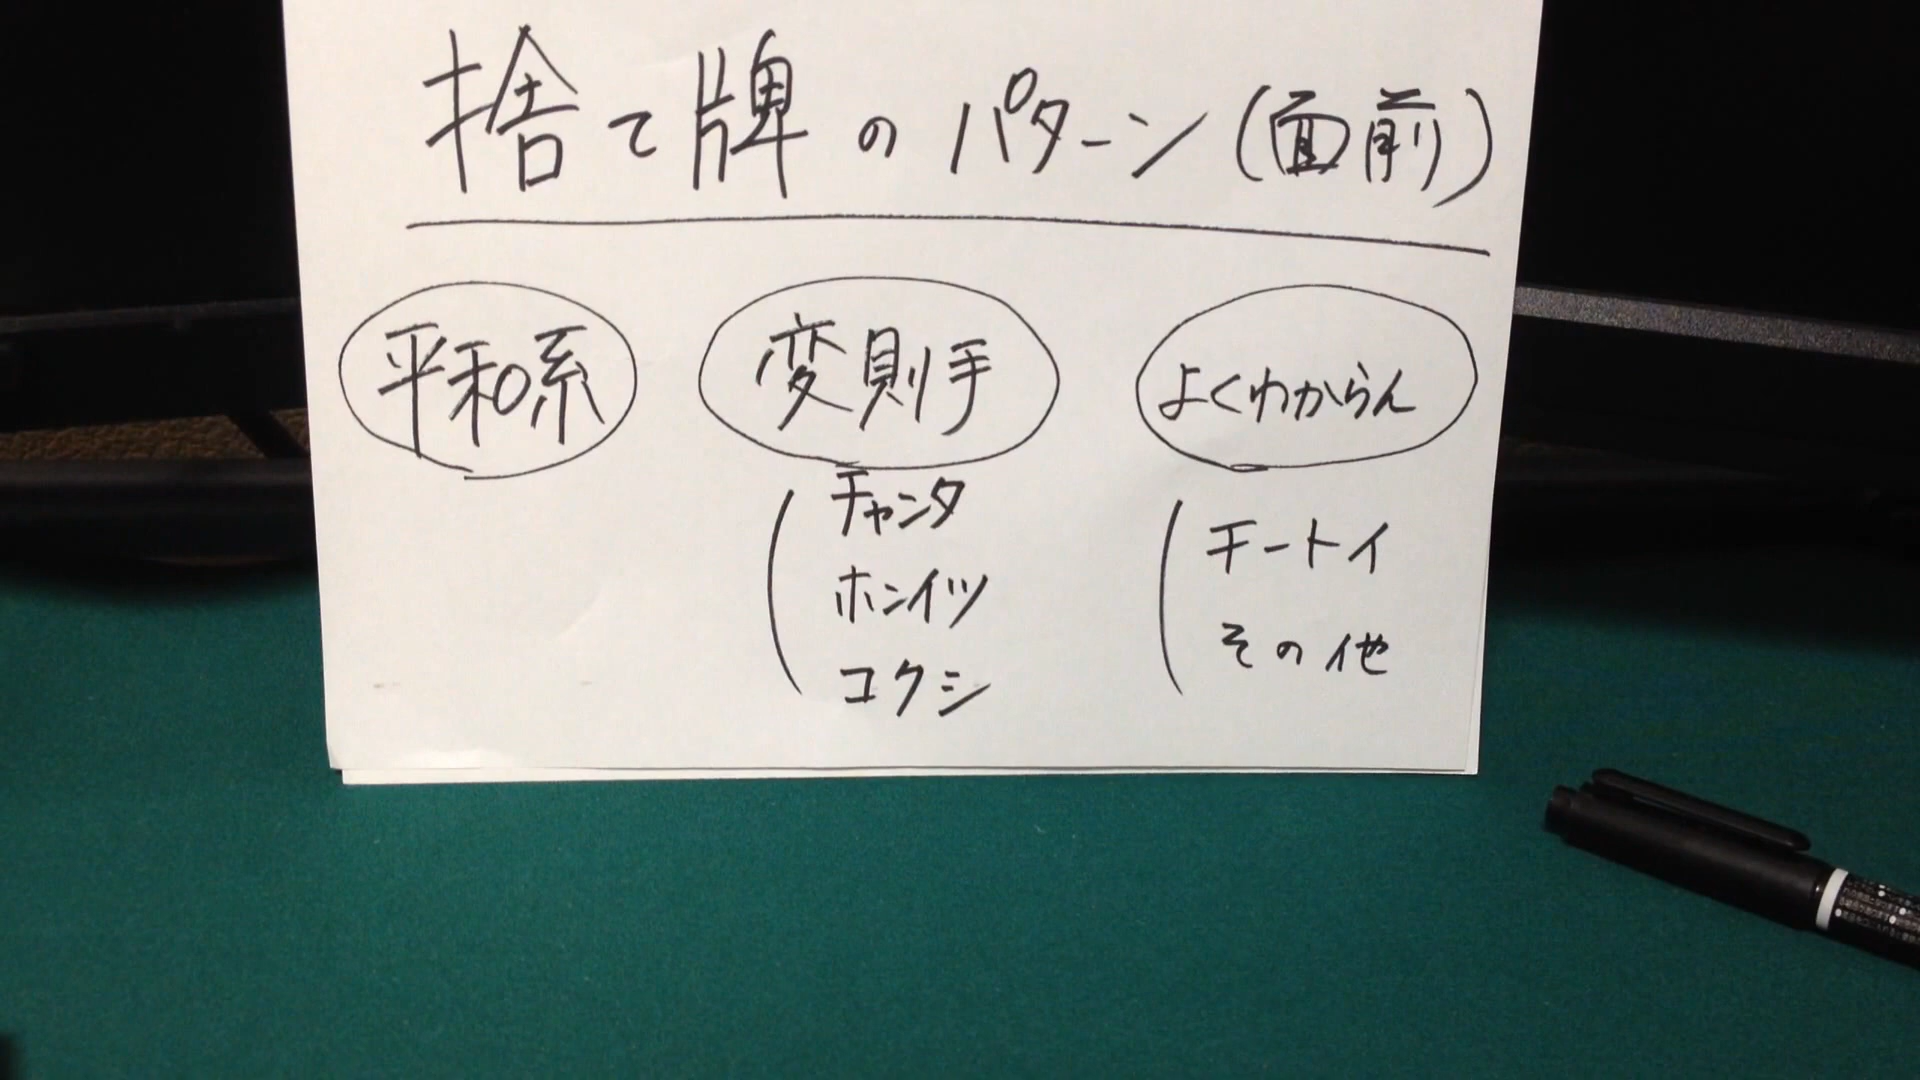 捨て牌のパターン(面前)
平和系
変則手
チャンタ
ホンイツ
コクシ
よくわからん
チートイ
その他